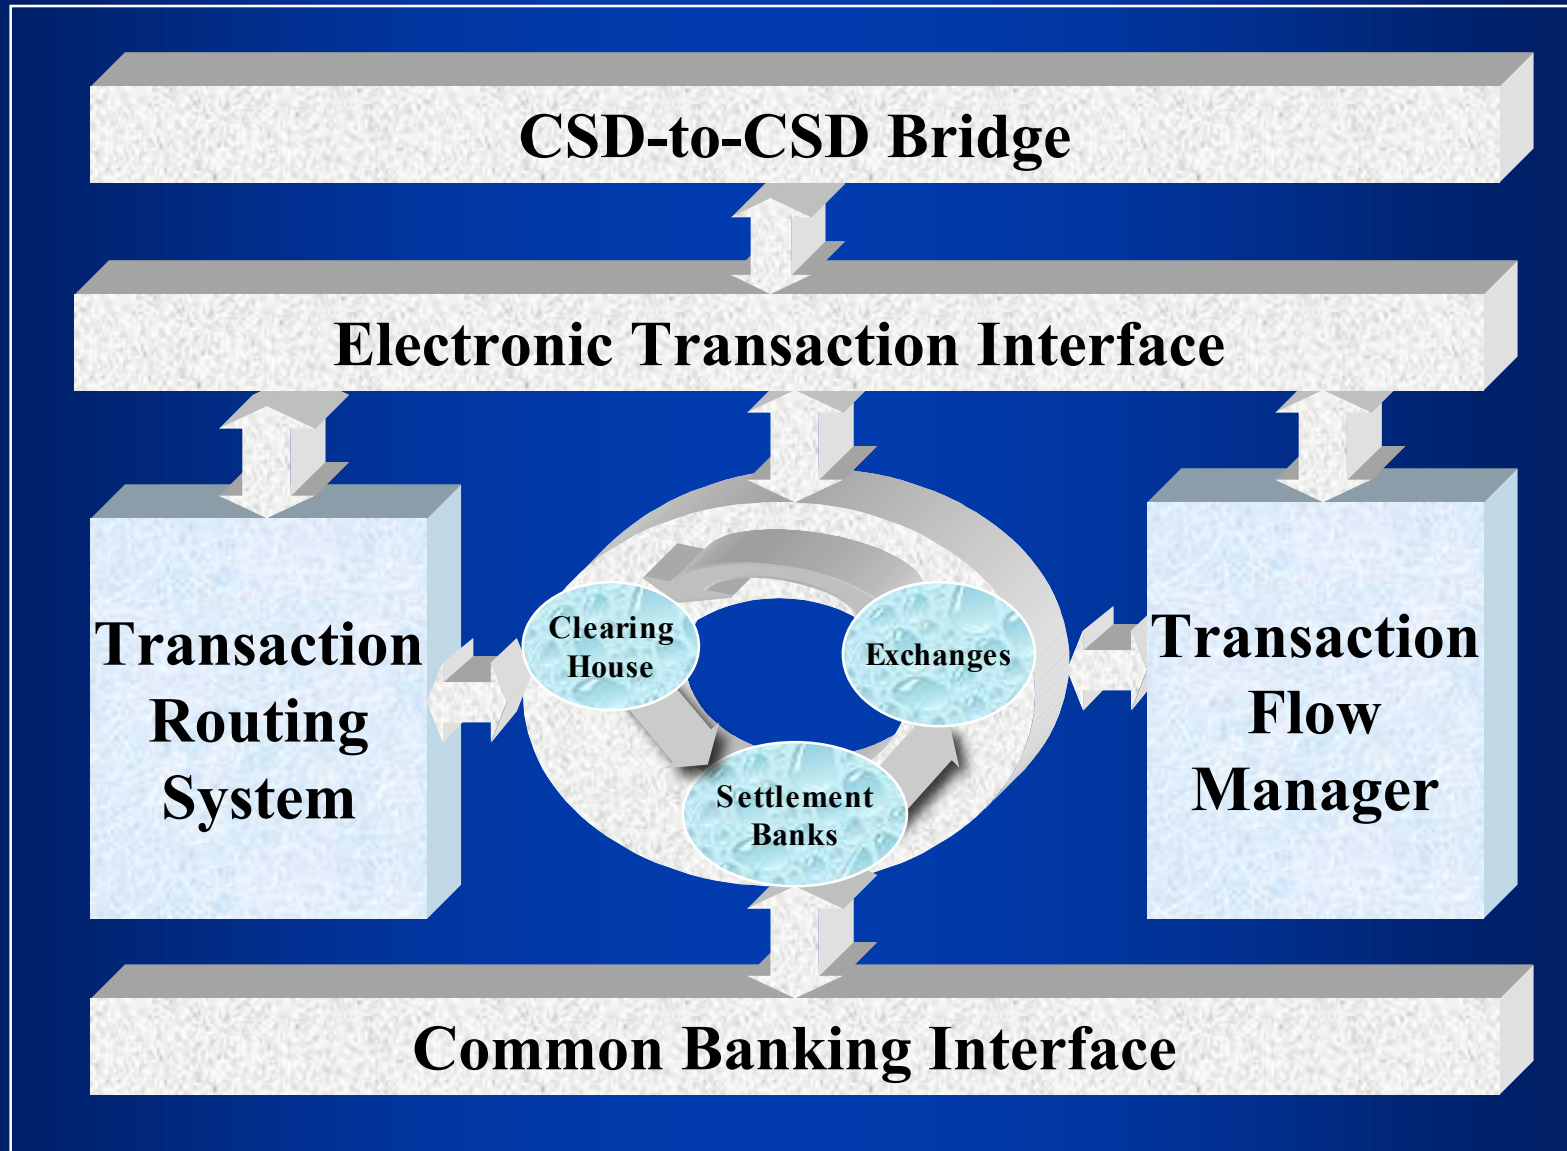 CSD-to-CSD Bridge
Electronic Transaction Interface
Transaction
Routing
System
Clearing
House
Exchanges
Settlement
Banks
Transaction
Flow
Manager
Common Banking Interface